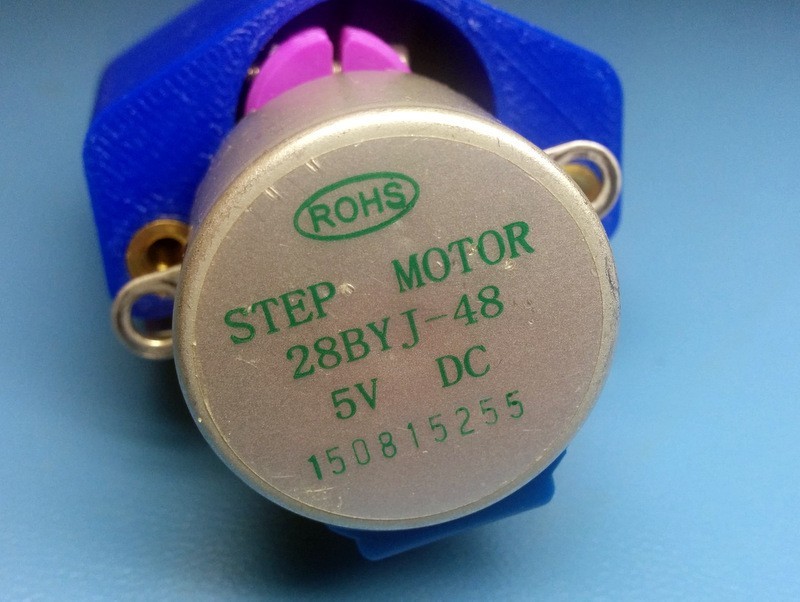 ROHS
STEP MOTOR
28BYJ-48
5V DC
150815255